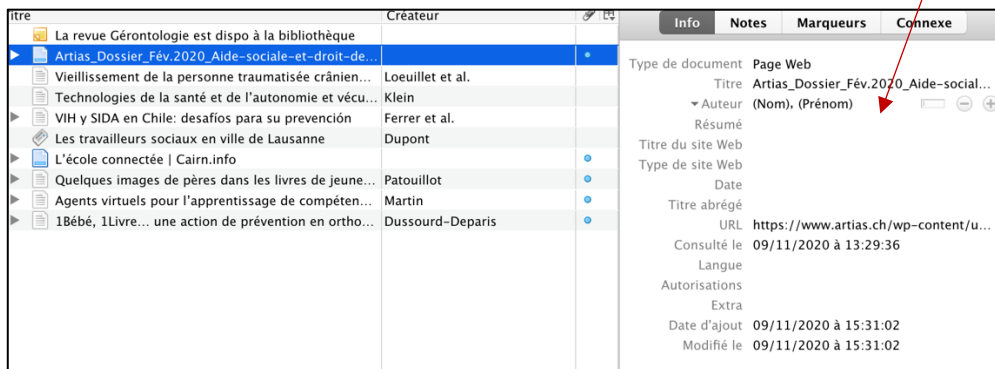 itre Créateur
La revue Gérontologie est dispo à la bibliothèque
Artias_Dossier_Fév.2020_Aide-sociale-et-droit-de...
Vieillissement de la personne traumatisée crânien... Loeuillet et al.
Technologies de la santé et de l'autonomie et vécu... Klein
VIH y SIDA en Chile: desafíos para su prevención Ferrer et al.
Les travailleurs sociaux en ville de Lausanne Dupont
L'école connectée | Cairn.info
Quelques images de pères dans les livres de jeune... Patouillot
Agents virtuels pour l'apprentissage de compéten... Martin
1Bébé, 1Livre... une action de prévention en ortho... Dussourd-Deparis
Info Notes Marqueurs Connexe
Type de document Page Web
Titre Artias_Dossier_Fév.2020_Aide-social...
Auteur (Nom), (Prénom)
Résumé
Titre du site Web
Type de site Web
Date
Titre abrégé
URL https://www.artias.ch/wp-content/u...
Consulté le 09/11/2020 à 13:29:36
Langue
Autorisations
Extra
Date d'ajout 09/11/2020 à 15:31:02
Modifié le 09/11/2020 à 15:31:02